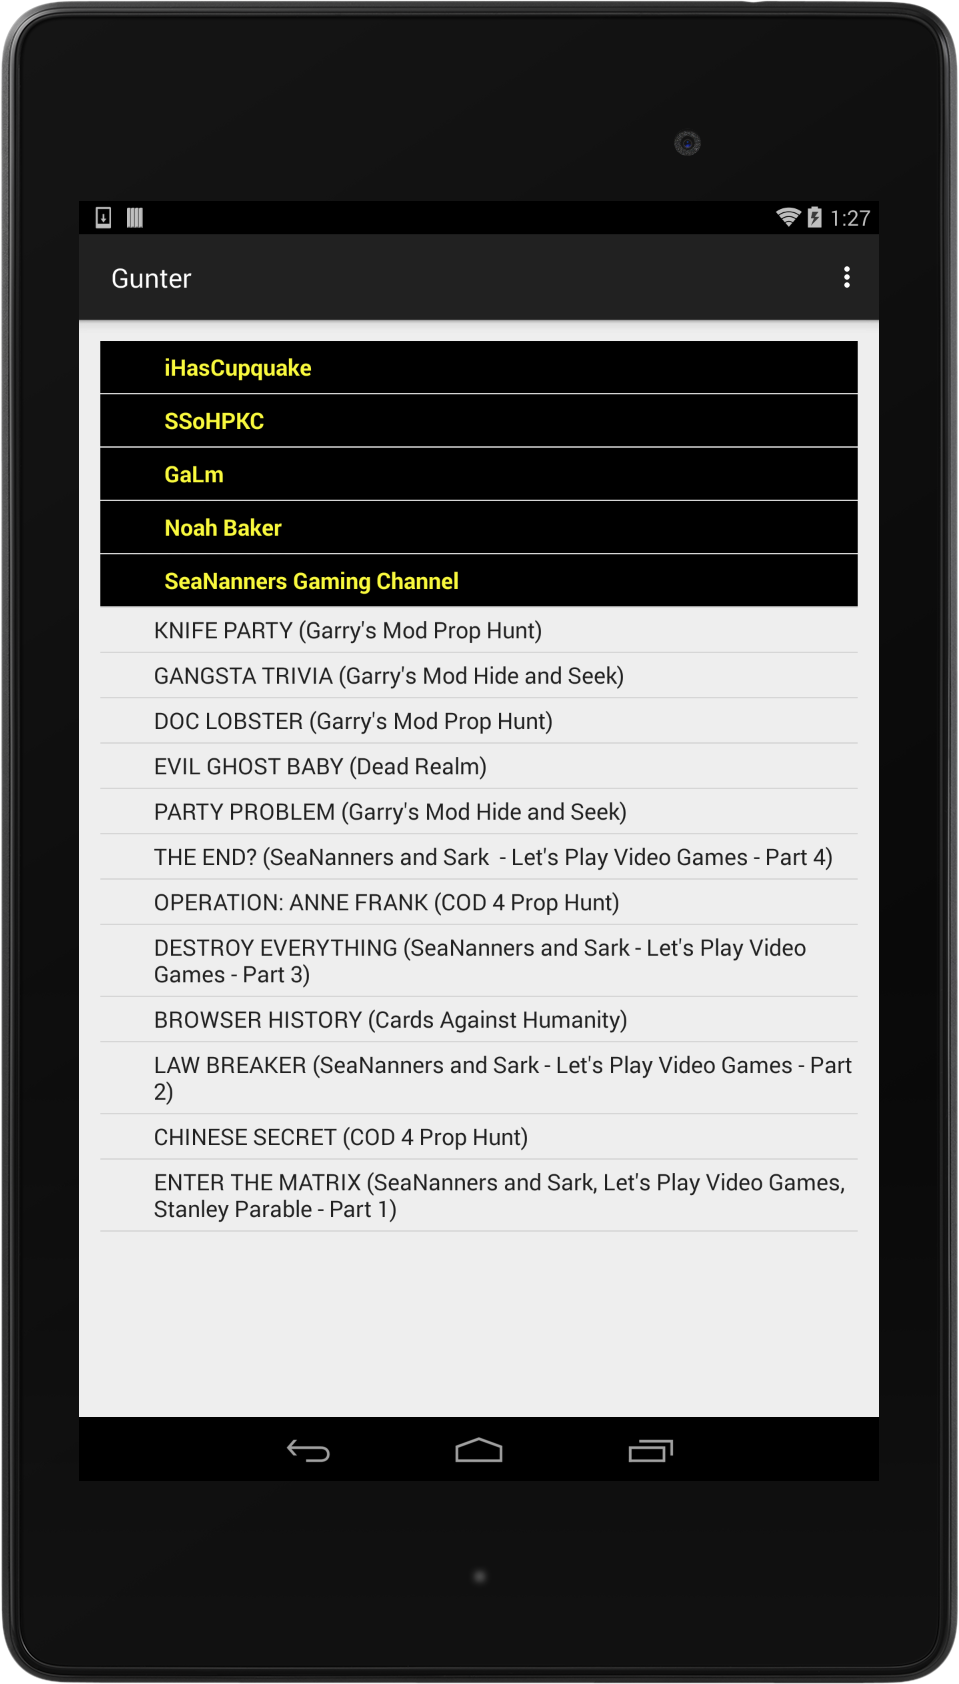 1:27
Gunter
iHasCupquake
SSoHPKC
GaLm
Noah Baker
SeaNanners Gaming Channel
KNIFE PARTY (Garry's Mod Prop Hunt)
GANGSTA TRIVIA (Garry's Mod Hide and Seek)
DOC LOBSTER (Garry's Mod Prop Hunt)
EVIL GHOST BABY (Dead Realm)
PARTY PROBLEM (Garry's Mod Hide and Seek)
THE END? (SeaNanners and Sark  - Let's Play Video Games - Part 4)
OPERATION: ANNE FRANK (COD 4 Prop Hunt)
DESTROY EVERYTHING (SeaNanners and Sark - Let's Play Video
Games - Part 3)
BROWSER HISTORY (Cards Against Humanity)
LAW BREAKER (SeaNanners and Sark - Let's Play Video Games - Part
2)
CHINESE SECRET (COD 4 Prop Hunt)
ENTER THE MATRIX (SeaNanners and Sark, Let's Play Video Games,
Stanley Parable - Part 1)